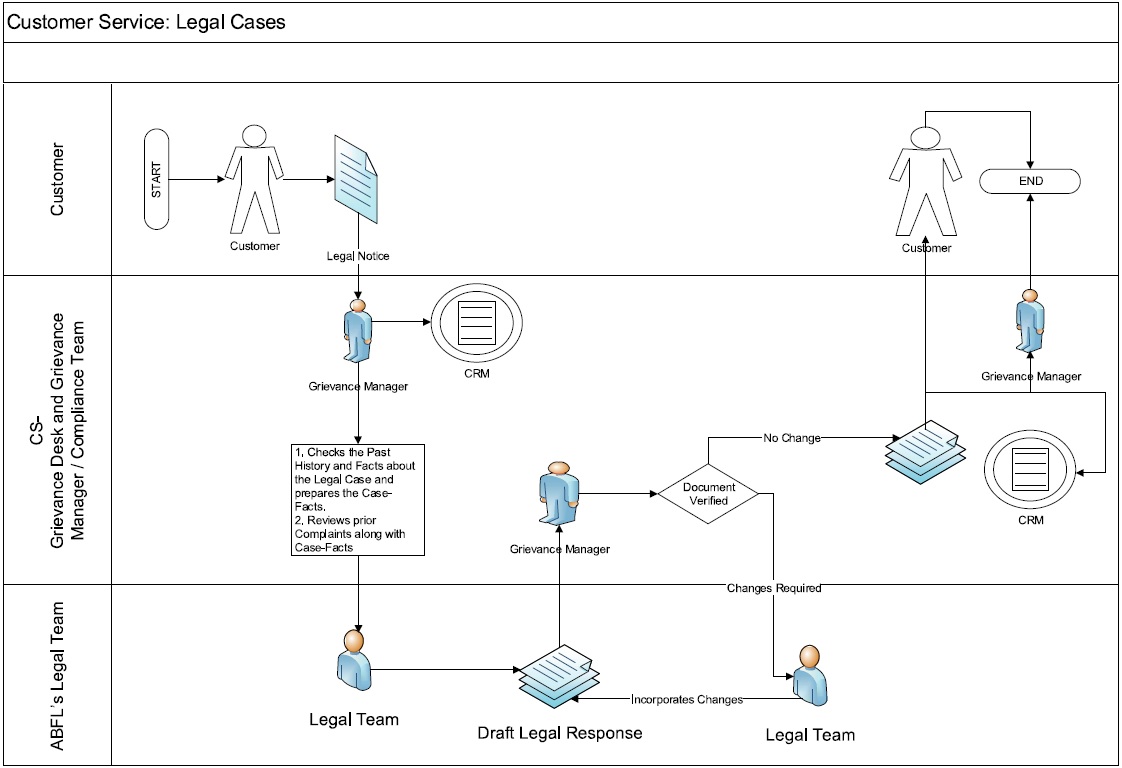 Customer Service: Legal Cases
Customer
START
Customer
Legal Notice
Customer
END
CS-
Grievance Desk and Grievance
Manager / Compliance Team
Grievance Manager
CRM
1, Checks the Past
History and Facts about
the Legal Case and
prepares the Case-
Facts.
2, Reviews prior
Complaints along with
Case-Facts
Grievance Manager
Document
Verified
No Change
Grievance Manager
CRM
Changes Required
ABFL's Legal Team
Legal Team
Draft Legal Response
Incorporates Changes
Legal Team